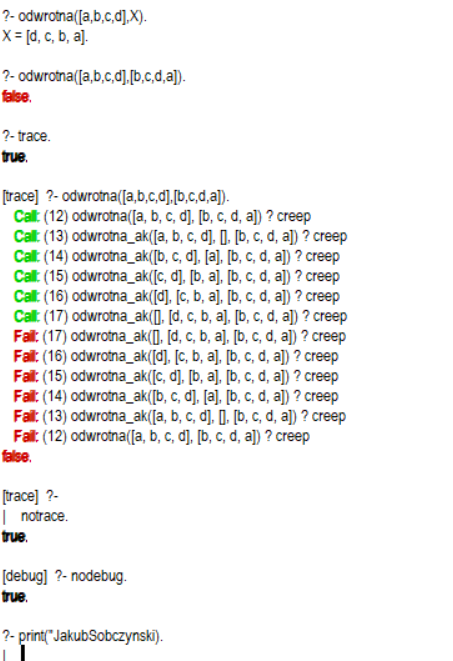 ?- odwrotna([a,b,c,d],X).
X = [d, c, b, a].
?- odwrotna([a,b,c,d],[b,c,d,a]).
false.
?- trace.
true.
[trace]  ?- odwrotna([a,b,c,d],[b,c,d,a]).
Call: (12) odwrotna([a, b, c, d], [b, c, d, a]) ? creep
Call: (13) odwrotna_ak([a, b, c, d], [], [b, c, d, a]) ? creep
Call: (14) odwrotna_ak([b, c, d], [a], [b, c, d, a]) ? creep
Call: (15) odwrotna_ak([c, d], [b, a], [b, c, d, a]) ? creep
Call: (16) odwrotna_ak([d], [c, b, a], [b, c, d, a]) ? creep
Call: (17) odwrotna_ak([], [d, c, b, a], [b, c, d, a]) ? creep
Fail: (17) odwrotna_ak([], [d, c, b, a], [b, c, d, a]) ? creep
Fail: (16) odwrotna_ak([d], [c, b, a], [b, c, d, a]) ? creep
Fail: (15) odwrotna_ak([c, d], [b, a], [b, c, d, a]) ? creep
Fail: (14) odwrotna_ak([b, c, d], [a], [b, c, d, a]) ? creep
Fail: (13) odwrotna_ak([a, b, c, d], [], [b, c, d, a]) ? creep
Fail: (12) odwrotna([a, b, c, d], [b, c, d, a]) ? creep
false.
[trace]  ?-
|    notrace.
true.
[debug]  ?- nodebug.
true.
?- print("JakubSobczynski).
|